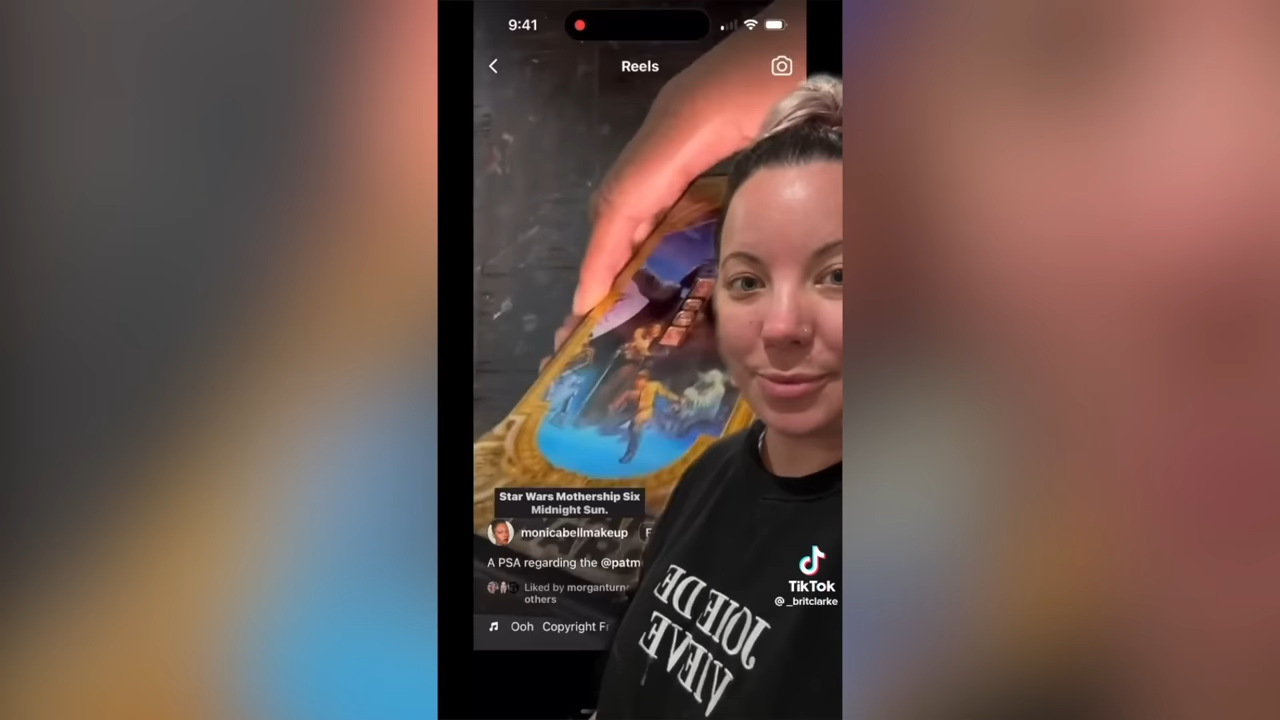 9:41
Reels
Star Wars Mothership Six
Midnight Sun.
monicabellmakeup
F
A PSA regarding the @patm
Liked by morganturn
others
Ooh Copyright Fr
JOIE DE
VIEVE
TikTok
@_britclarke